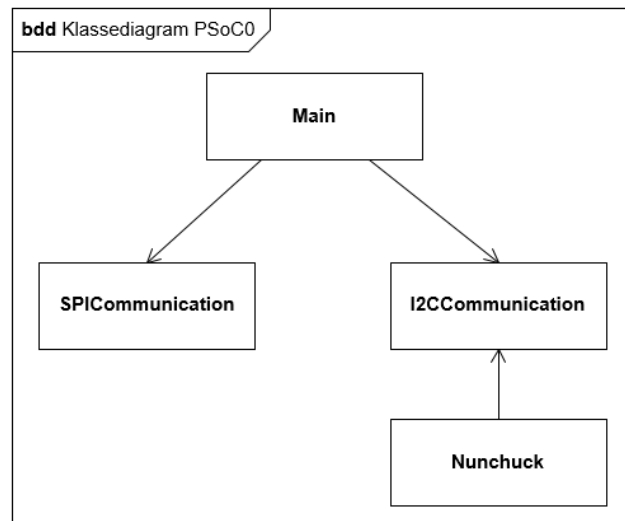 bdd Klassediagram PSoC0
Main
SPICommunication
I2CCommunication
Nunchuck